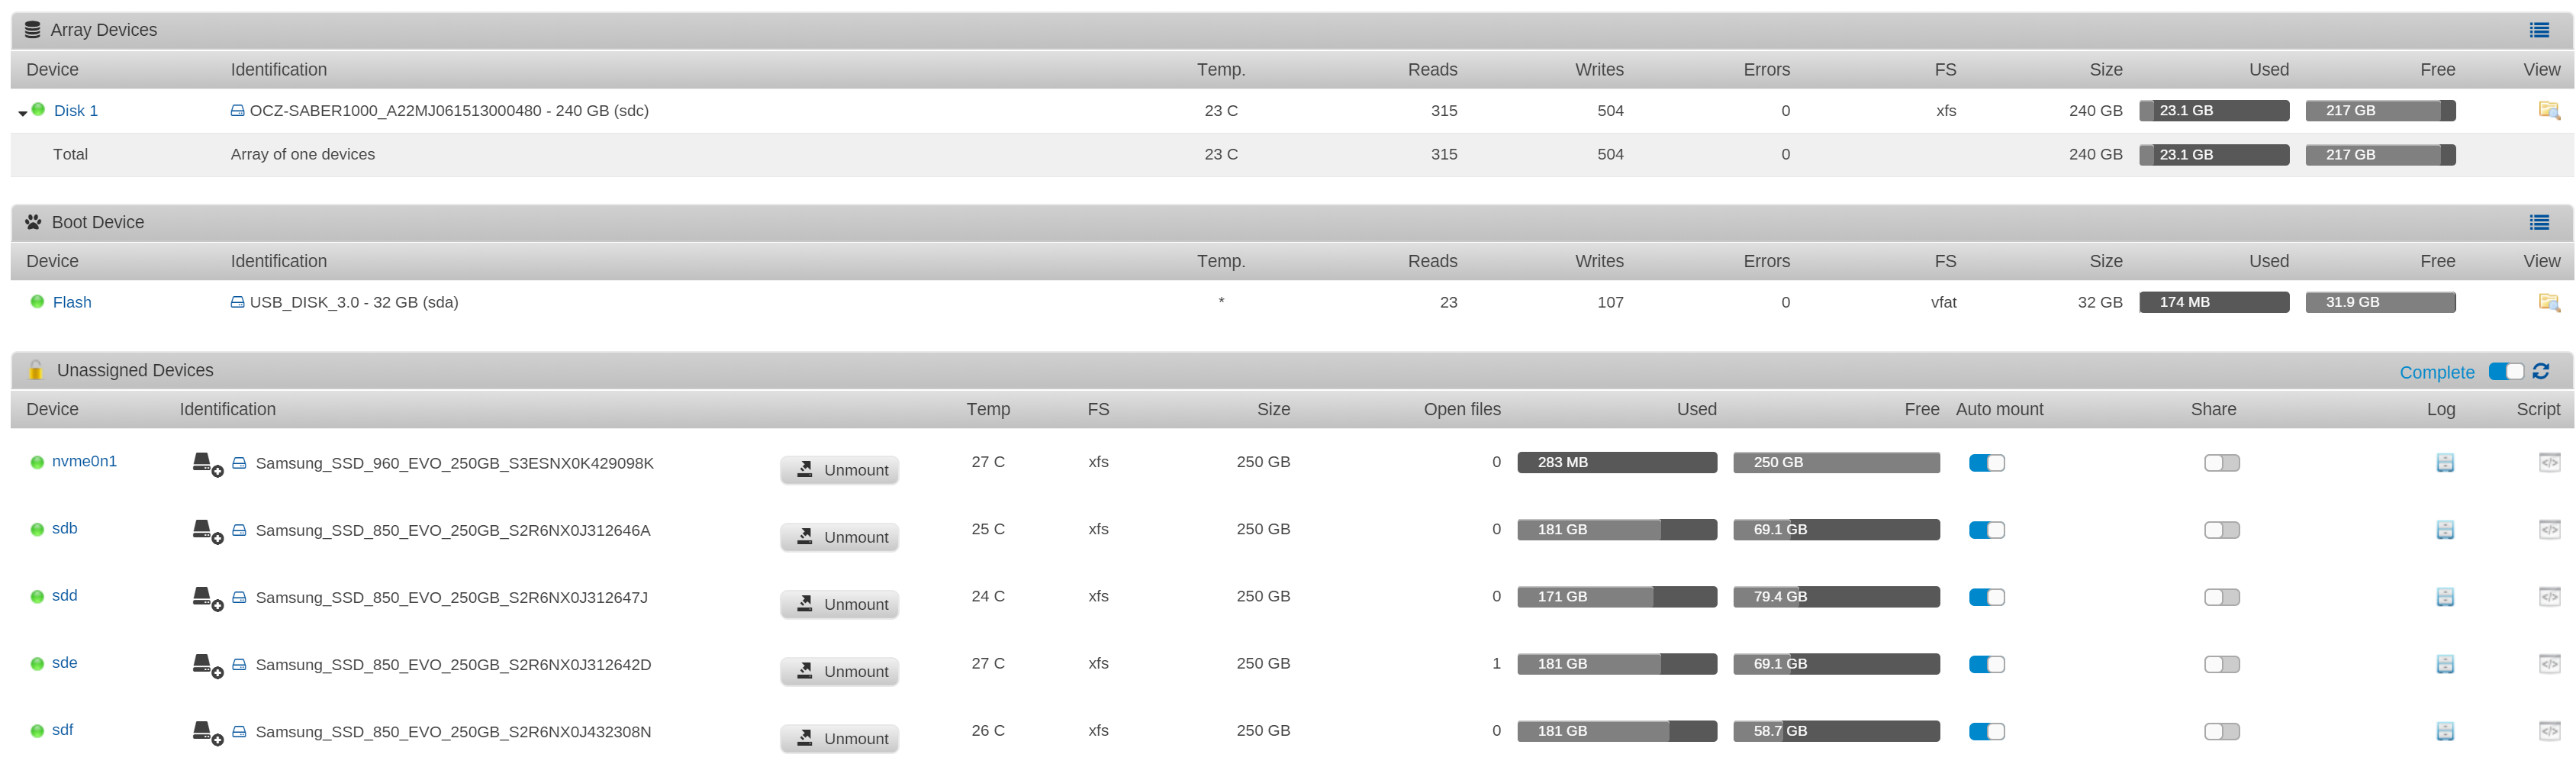 Array Devices
Device Identification Temp. Reads Writes Errors FS Size Used Free View
Disk 1 OCZ-SABER1000_A22MJ061513000480 - 240 GB (sdc) 23 C 315 504 0 xfs 240 GB 23.1 GB 217 GB
Total Array of one devices 23 C 315 504 0 240 GB 23.1 GB 217 GB
Boot Device
Device Identification Temp. Reads Writes Errors FS Size Used Free View
Flash USB_DISK_3.0 - 32 GB (sda) * 23 107 0 vfat 32 GB 174 MB 31.9 GB
Unassigned Devices Complete
Device Identification Temp FS Size Open files Used Free Auto mount Share Log Script
nvme0n1 Samsung_SSD_960_EVO_250GB_S3ESNX0K429098K Unmount 27 C xfs 250 GB 0 283 MB 250 GB </>
sdb Samsung_SSD_850_EVO_250GB_S2R6NX0J312646A Unmount 25 C xfs 250 GB 0 181 GB 69.1 GB </>
sdd Samsung_SSD_850_EVO_250GB_S2R6NX0J312647J Unmount 24 C xfs 250 GB 0 171 GB 79.4 GB </>
sde Samsung_SSD_850_EVO_250GB_S2R6NX0J312642D Unmount 27 C xfs 250 GB 1 181 GB 69.1 GB </>
sdf Samsung_SSD_850_EVO_250GB_S2R6NX0J432308N Unmount 26 C xfs 250 GB 0 181 GB 58.7 GB </>